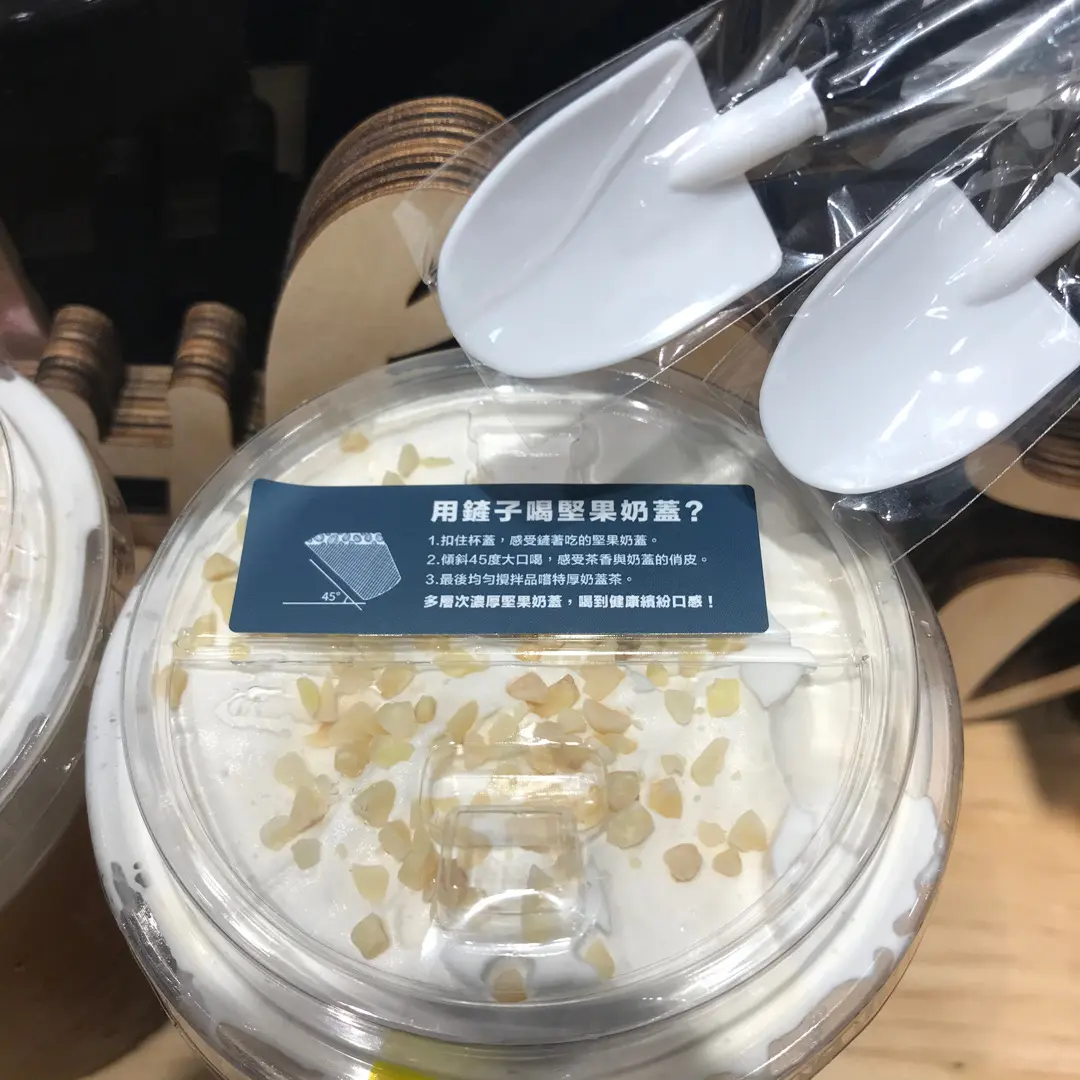 用鏟子喝堅果奶蓋?
1.扣住杯蓋,感受鏟著吃的堅果奶蓋。
2.傾斜45度大口喝,感受茶香與奶蓋的俏皮。
3.最後均勻攪拌品嚐特厚奶蓋茶。
多層次濃厚堅果奶蓋,喝到健康繽紛口感!
45°